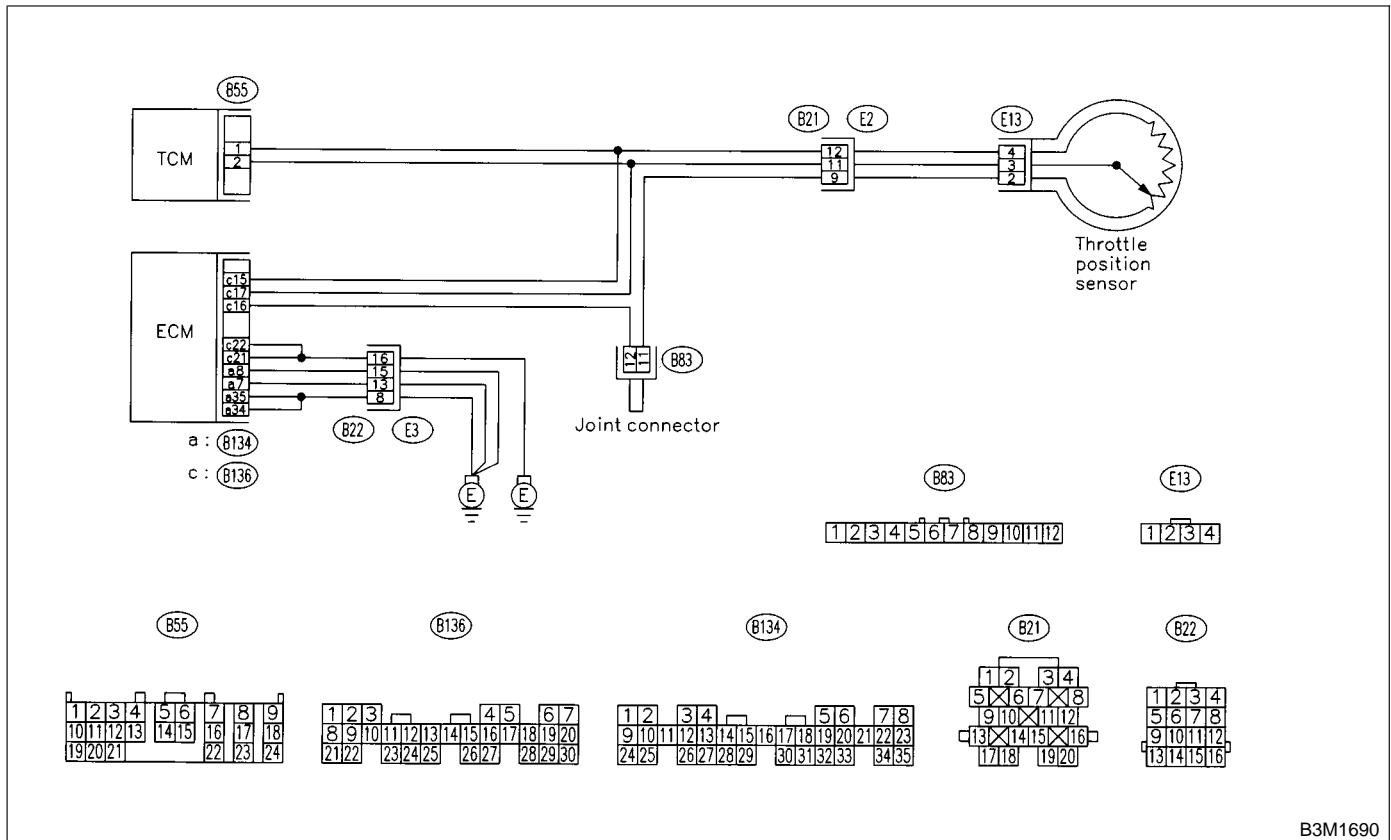 B55
TCM
1
2
B21
E2
12
11
9
E13
4
3
2
Throttle
position
sensor
ECM
c15
c17
c16
c22
c21
a8
a7
a35
a34
a : B134
c : B136
16
15
13
8
B22
E3
E
E
12
11
B83
Joint connector
B83
1 2 3 4 5 6 7 8 9 10 11 12
E13
1 2 3 4
B55
1 2 3 4 5 6 7 8 9
10 11 12 13 14 15 16 17 18
19 20 21 22 23 24
B136
1 2 3 4 5 6 7
8 9 10 11 12 13 14 15 16 17 18 19 20
21 22 23 24 25 26 27 28 29 30
B134
1 2 3 4 5 6 7 8
9 10 11 12 13 14 15 16 17 18 19 20 21 22 23
24 25 26 27 28 29 30 31 32 33 34 35
B21
1 2 3 4
5 6 7 8
9 10 11 12
13 14 15 16
17 18 19 20
B22
1 2 3 4
5 6 7 8
9 10 11 12
13 14 15 16
B3M1690